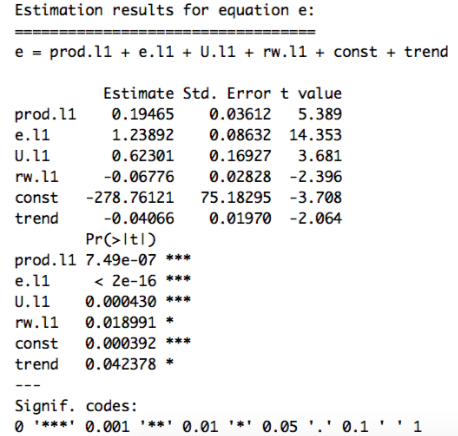 Estimation results for equation e:
==================================
e = prod.l1 + e.l1 + U.l1 + rw.l1 + const + trend
Estimate Std. Error t value
prod.l1 0.19465 0.03612 5.389
e.l1 1.23892 0.08632 14.353
U.l1 0.62301 0.16927 3.681
rw.l1 -0.06776 0.02828 -2.396
const -278.76121 75.18295 -3.708
trend -0.04066 0.01970 -2.064
Pr(>|t|)
prod.l1 7.49e-07 ***
e.l1 < 2e-16 ***
U.l1 0.000430 ***
rw.l1 0.018991 *
const 0.000392 ***
trend 0.042378 *
---
Signif. codes:
0 '***' 0.001 '**' 0.01 '*' 0.05 '.' 0.1 ' ' 1